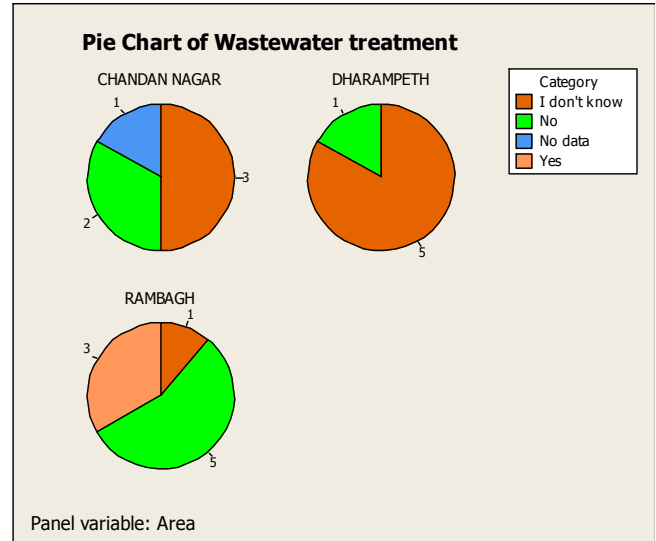 Pie Chart of Wastewater treatment
CHANDAN NAGAR
1
3
2
DHARAMPETH
1
5
Category
I don't know
No
No data
Yes
RAMBAGH
1
3
5
Panel variable: Area